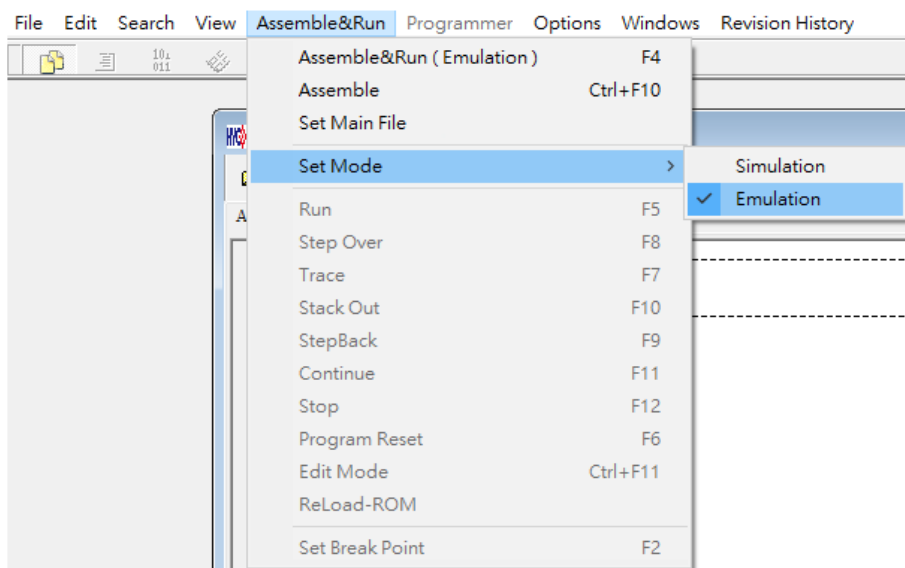 File Edit Search View Assemble&Run Programmer Options Windows Revision History
Assemble&Run ( Emulation ) F4
Assemble Ctrl+F10
Set Main File
Set Mode >
Simulation
✓ Emulation
Run F5
Step Over F8
Trace F7
Stack Out F10
StepBack F9
Continue F11
Stop F12
Program Reset F6
Edit Mode Ctrl+F11
ReLoad-ROM
Set Break Point F2